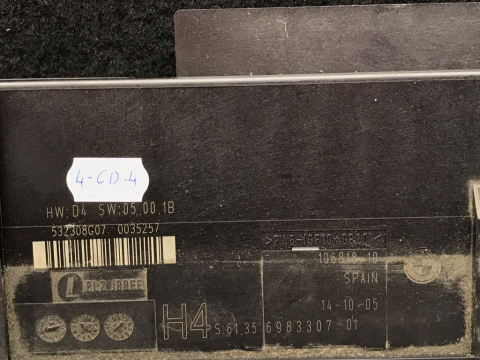 4-CD-4
HW:D4 SW:05.00.1B
532308G07 0035257
106818 10
SPAIN
14-10-05
H4 S:61.35 6983307-01